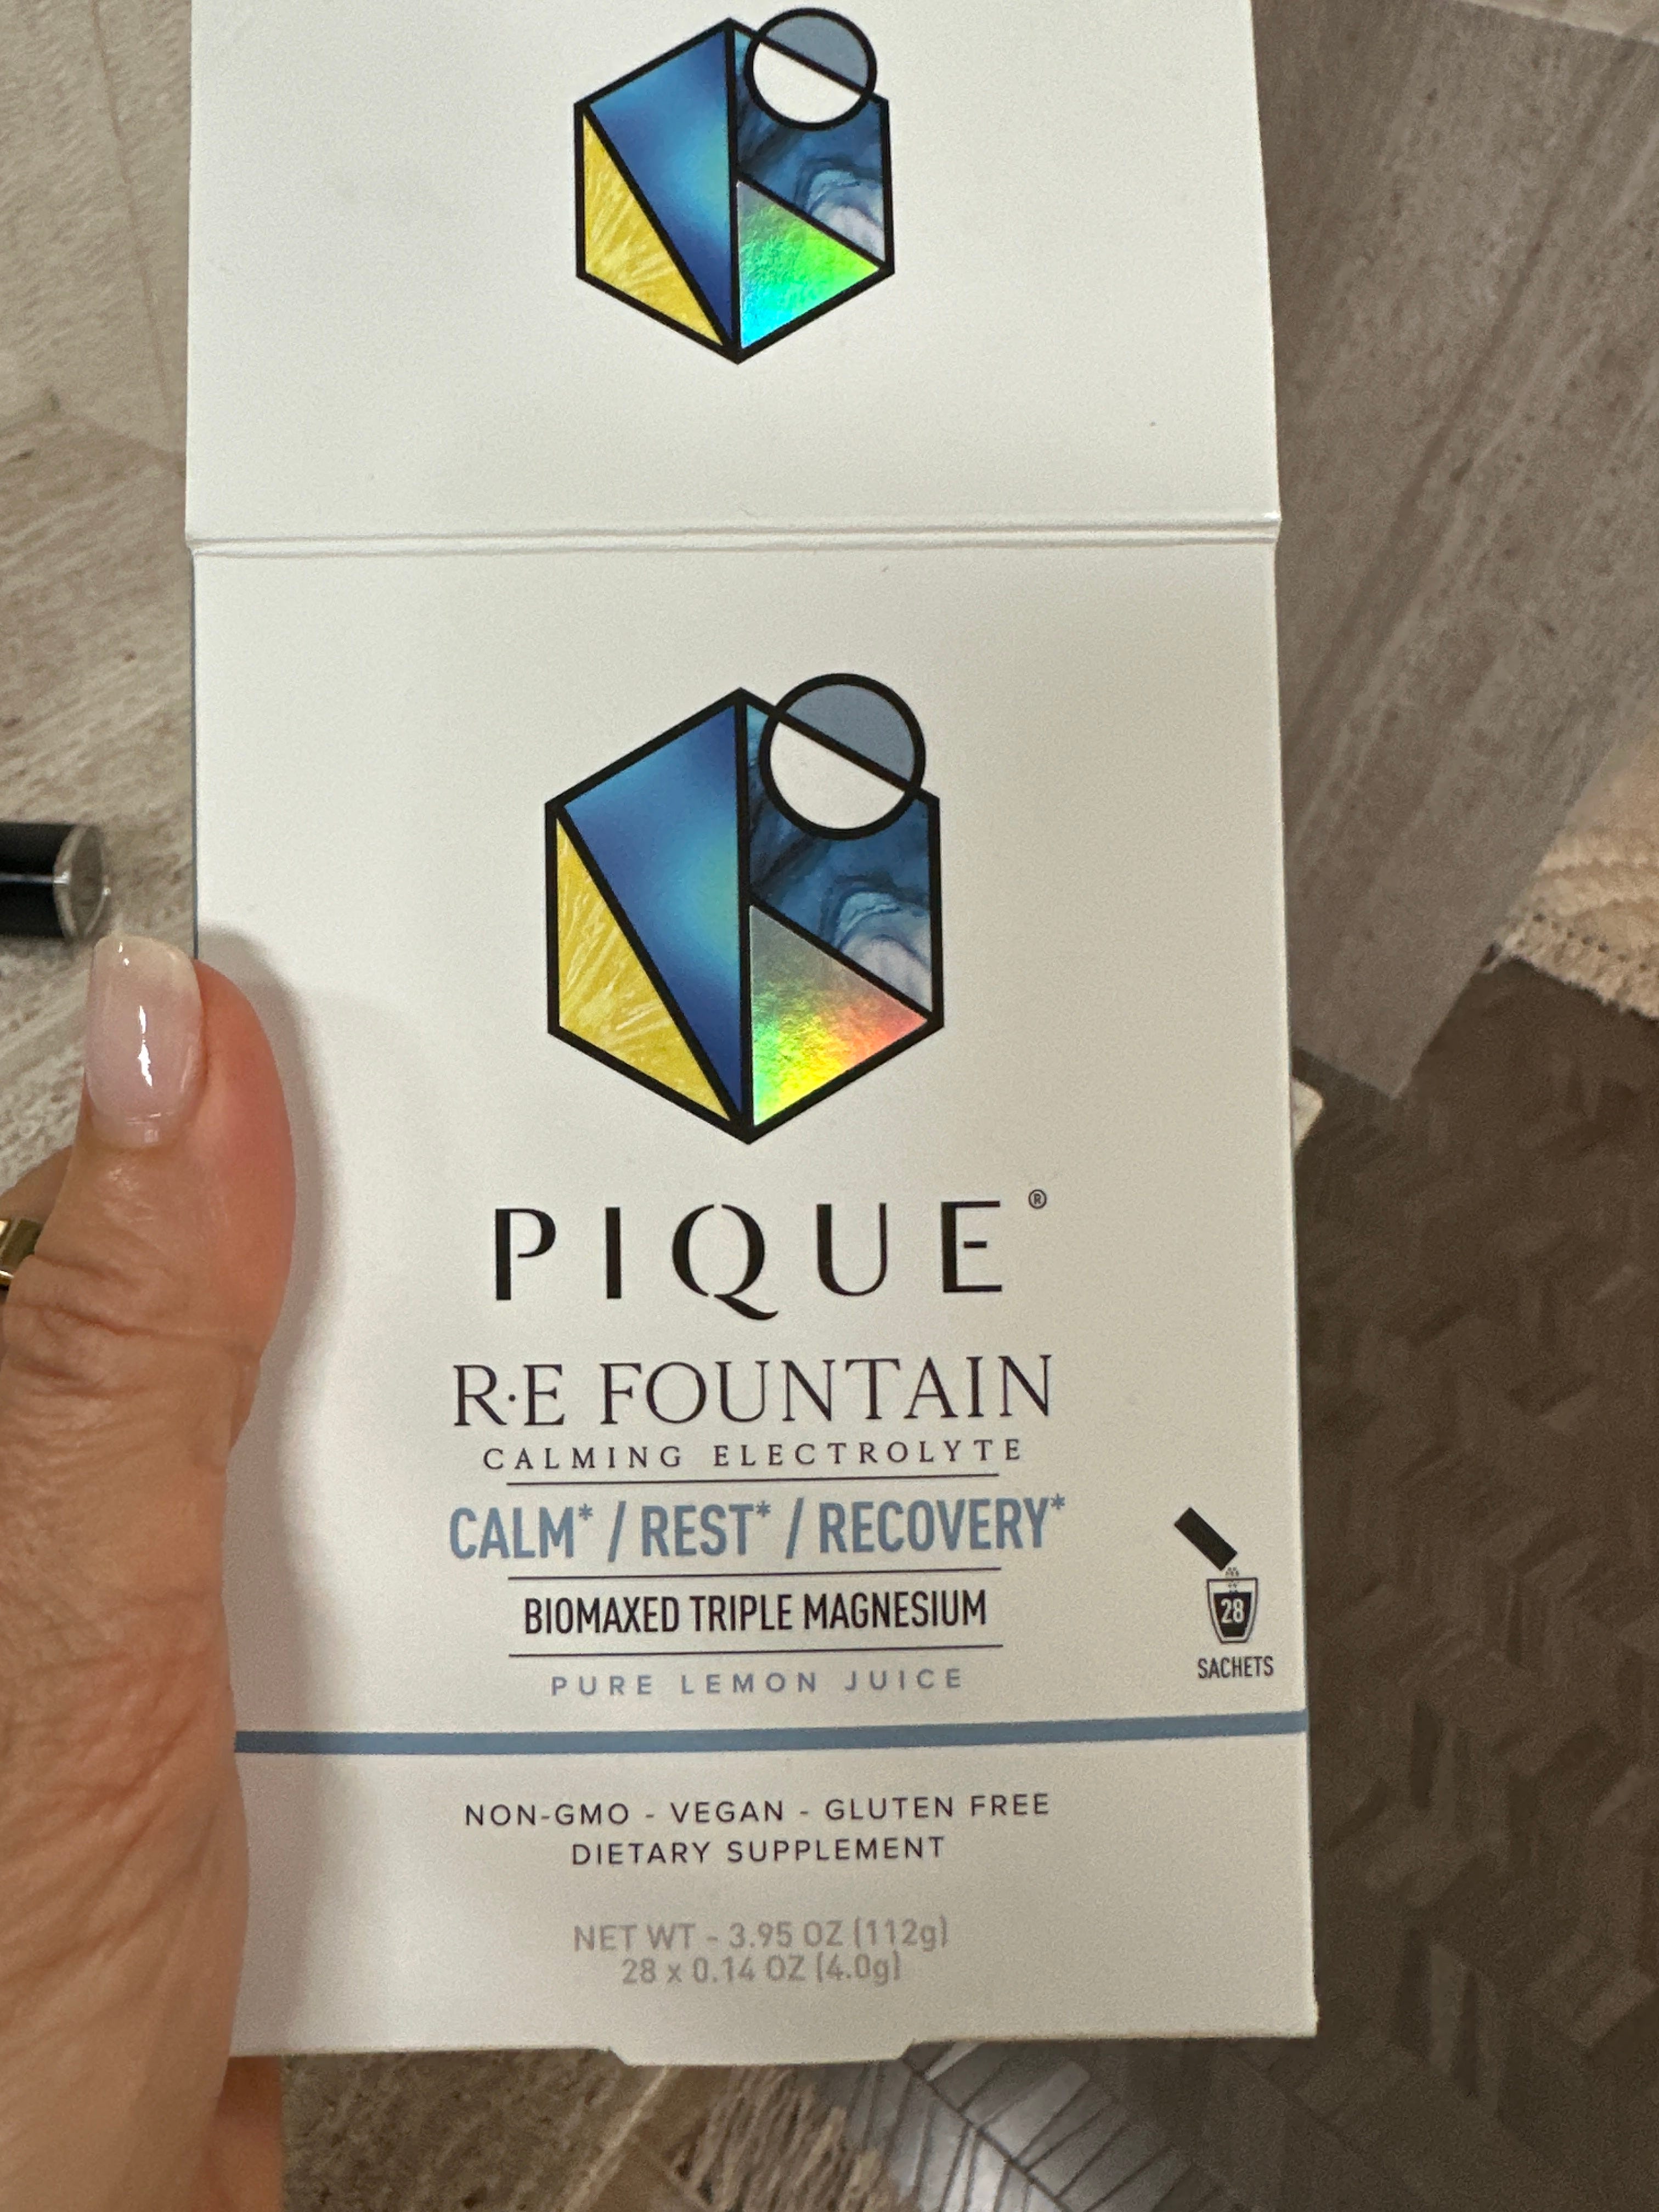 PIQUE®
R·E FOUNTAIN
CALMING ELECTROLYTE
CALM* / REST* / RECOVERY*
BIOMAXED TRIPLE MAGNESIUM
PURE LEMON JUICE
28
SACHETS
NON-GMO - VEGAN - GLUTEN FREE
DIETARY SUPPLEMENT
NET WT - 3.95 OZ (112g)
28 x 0.14 OZ (4.0g)